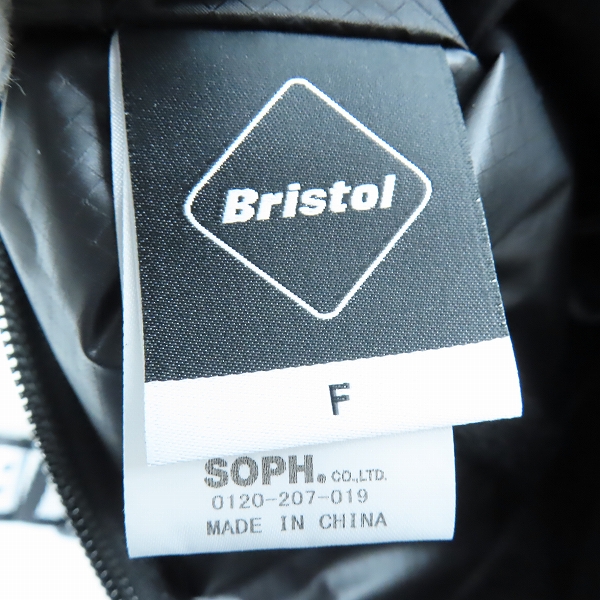 Bristol
F
SOPH. CO.,LTD.
0120-207-019
MADE IN CHINA